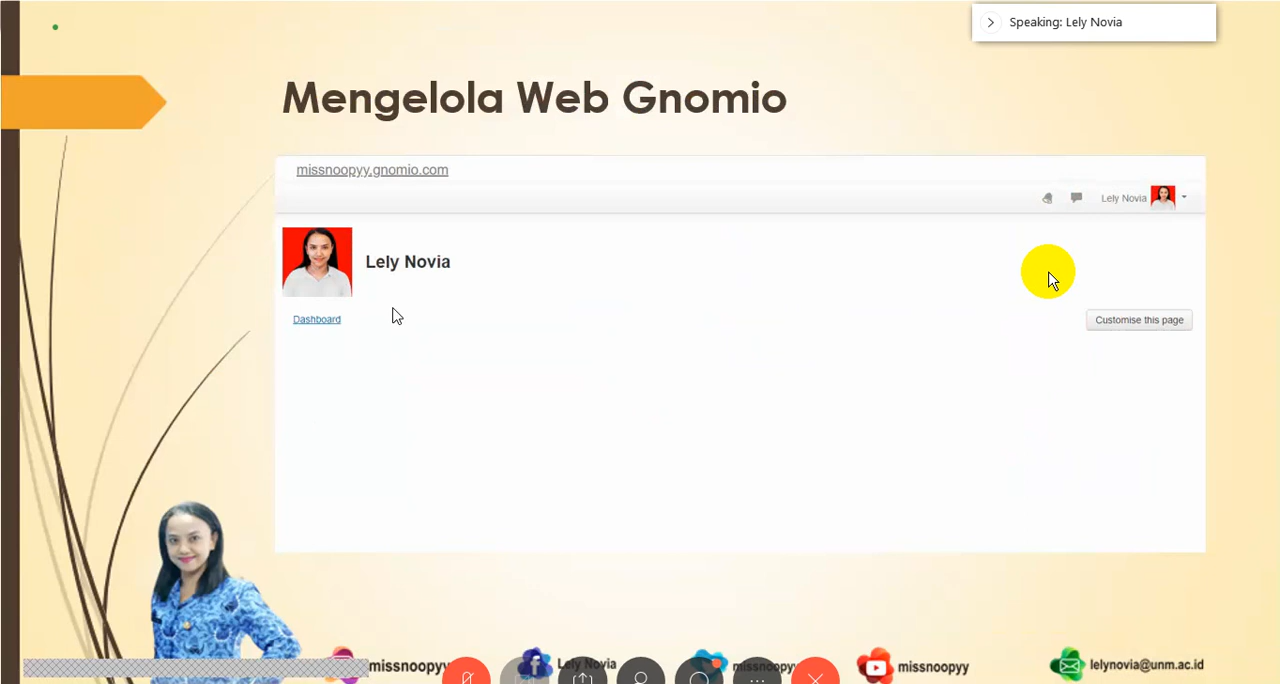 Speaking: Lely Novia
Mengelola Web Gnomio
missnoopyy.gnomio.com
Lely Novia
Lely Novia
Dashboard
Customise this page
missnoopyy
Lely Novia
missnoopyy
missnoopyy
lelynovia@unm.ac.id